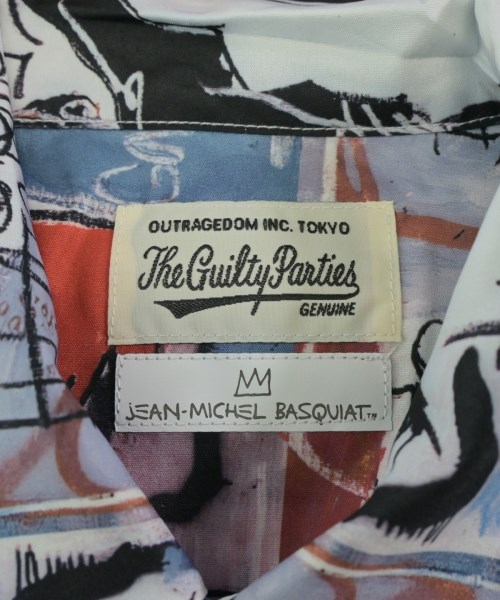 OUTRAGEDOM INC. TOKYO
The Guilty Parties
GENUINE
JEAN-MICHEL BASQUIAT™